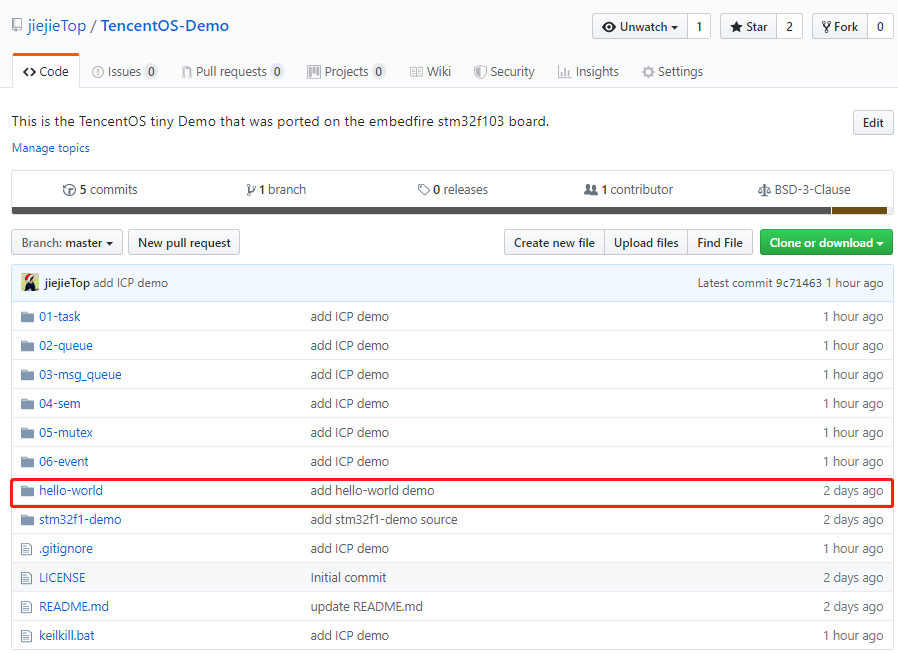 jiejieTop / TencentOS-Demo
Unwatch 1 Star 2 Fork 0
Code Issues 0 Pull requests 0 Projects 0 Wiki Security Insights Settings
This is the TencentOS tiny Demo that was ported on the embedfire stm32f103 board. Edit
Manage topics
5 commits 1 branch 0 releases 1 contributor BSD-3-Clause
Branch: master New pull request Create new file Upload files Find File Clone or download
jiejieTop add ICP demo Latest commit 9c71463 1 hour ago
01-task add ICP demo 1 hour ago
02-queue add ICP demo 1 hour ago
03-msg_queue add ICP demo 1 hour ago
04-sem add ICP demo 1 hour ago
05-mutex add ICP demo 1 hour ago
06-event add ICP demo 1 hour ago
hello-world add hello-world demo 2 days ago
stm32f1-demo add stm32f1-demo source 2 days ago
.gitignore add ICP demo 1 hour ago
LICENSE Initial commit 2 days ago
README.md update README.md 2 days ago
keilkill.bat add ICP demo 1 hour ago